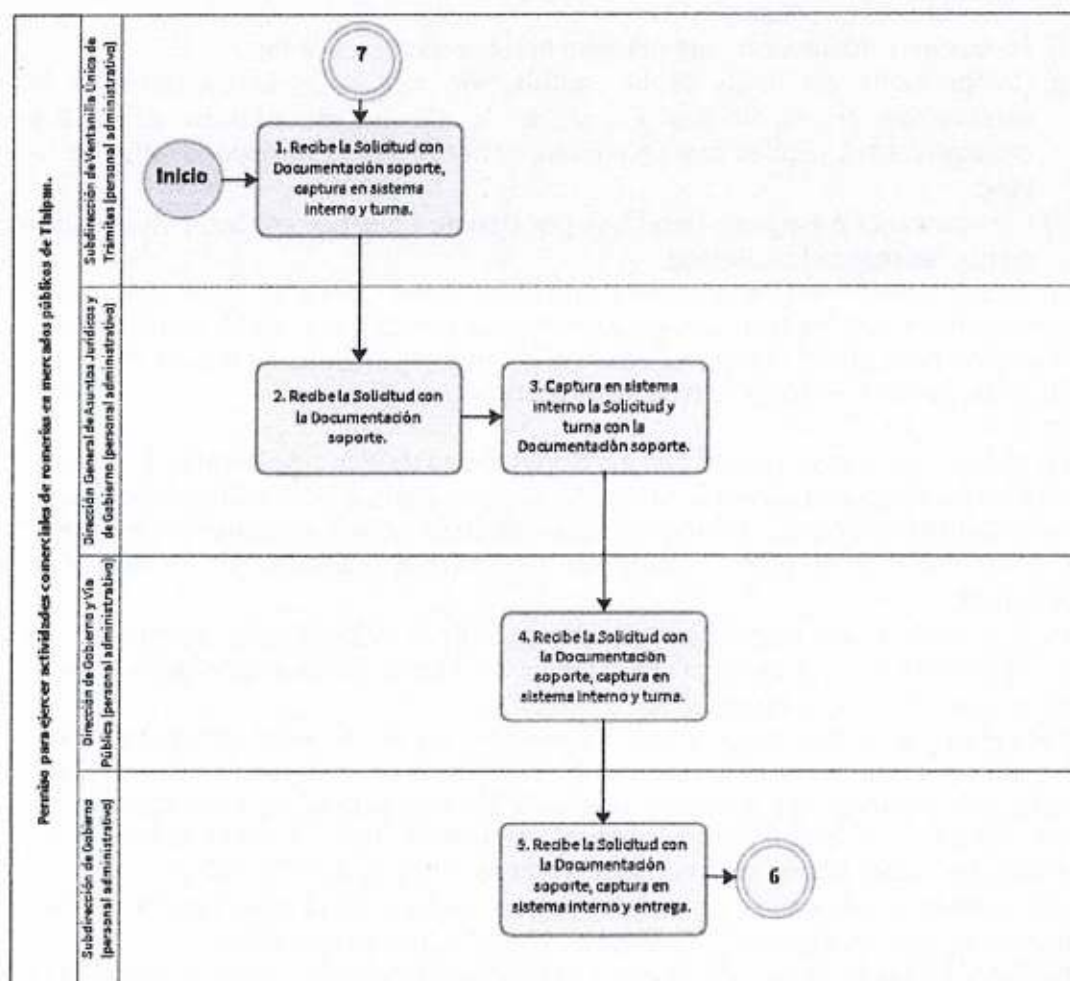 Permiso para ejercer actividades comerciales de romerías en mercados públicos de Tlalpan.
Subdirección de Ventanilla Única de
Trámites (personal administrativo)
7
Inicio
1. Recibe la Solicitud con
Documentación soporte,
captura en sistema
interno y turna.
Dirección General de Asuntos Jurídicos y
de Gobierno (personal administrativo)
2. Recibe la Solicitud con
la Documentación
soporte.
3. Captura en sistema
interno la Solicitud y
turna con la
Documentación soporte.
Dirección de Gobierno y Vía
Pública (personal administrativo)
4. Recibe la Solicitud con
la Documentación
soporte, captura en
sistema interno y turna.
Subdirección de Gobierno
(personal administrativo)
5. Recibe la Solicitud con
la Documentación
soporte, captura en
sistema interno y entrega.
6